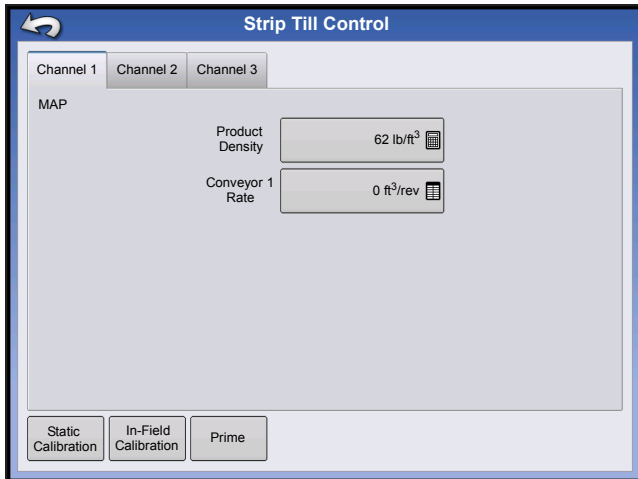 Strip Till Control
Channel 1 Channel 2 Channel 3
MAP
Product
Density
62 lb/ft³
Conveyor 1
Rate
0 ft³/rev
Static
Calibration
In-Field
Calibration
Prime